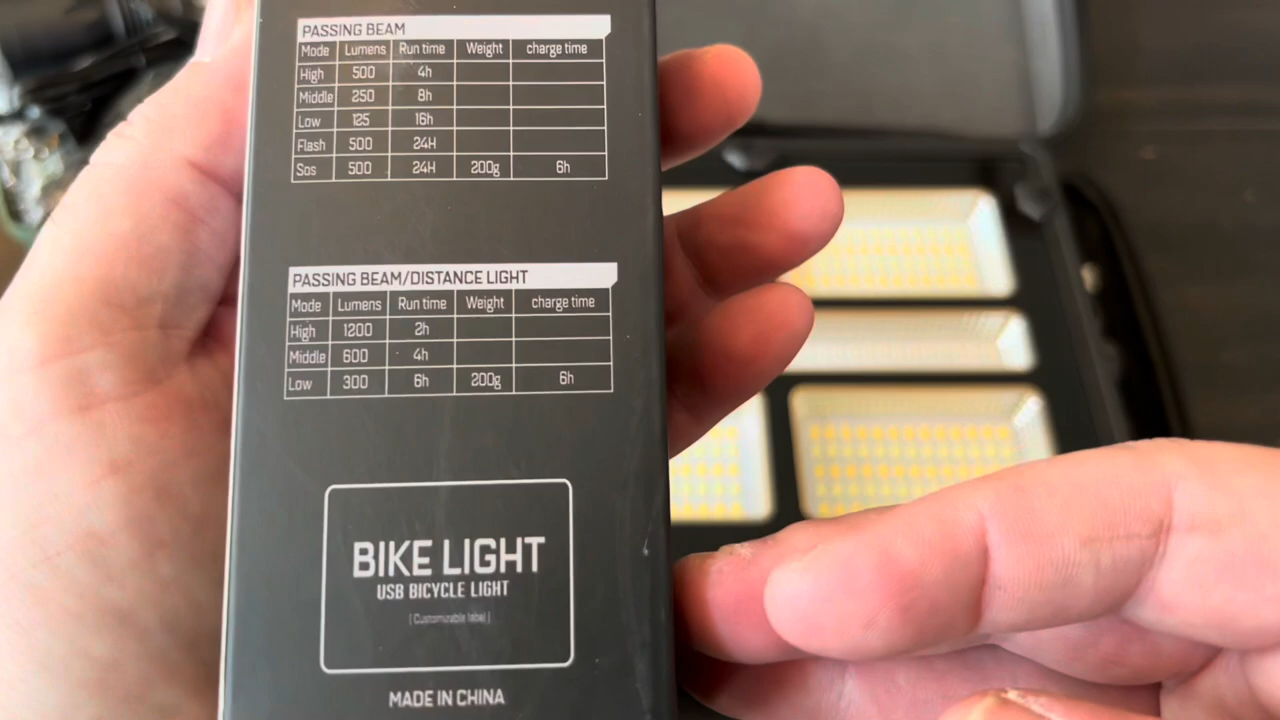 PASSING BEAM
Mode Lumens Run time Weight charge time
High 500 4h
Middle 250 8h
Low 125 16h
Flash 500 24H
Sos 500 24H 200g 6h
PASSING BEAM/DISTANCE LIGHT
Mode Lumens Run time Weight charge time
High 1200 2h
Middle 600 4h
Low 300 6h 200g 6h
BIKE LIGHT
USB BICYCLE LIGHT
[ Customizable label ]
MADE IN CHINA